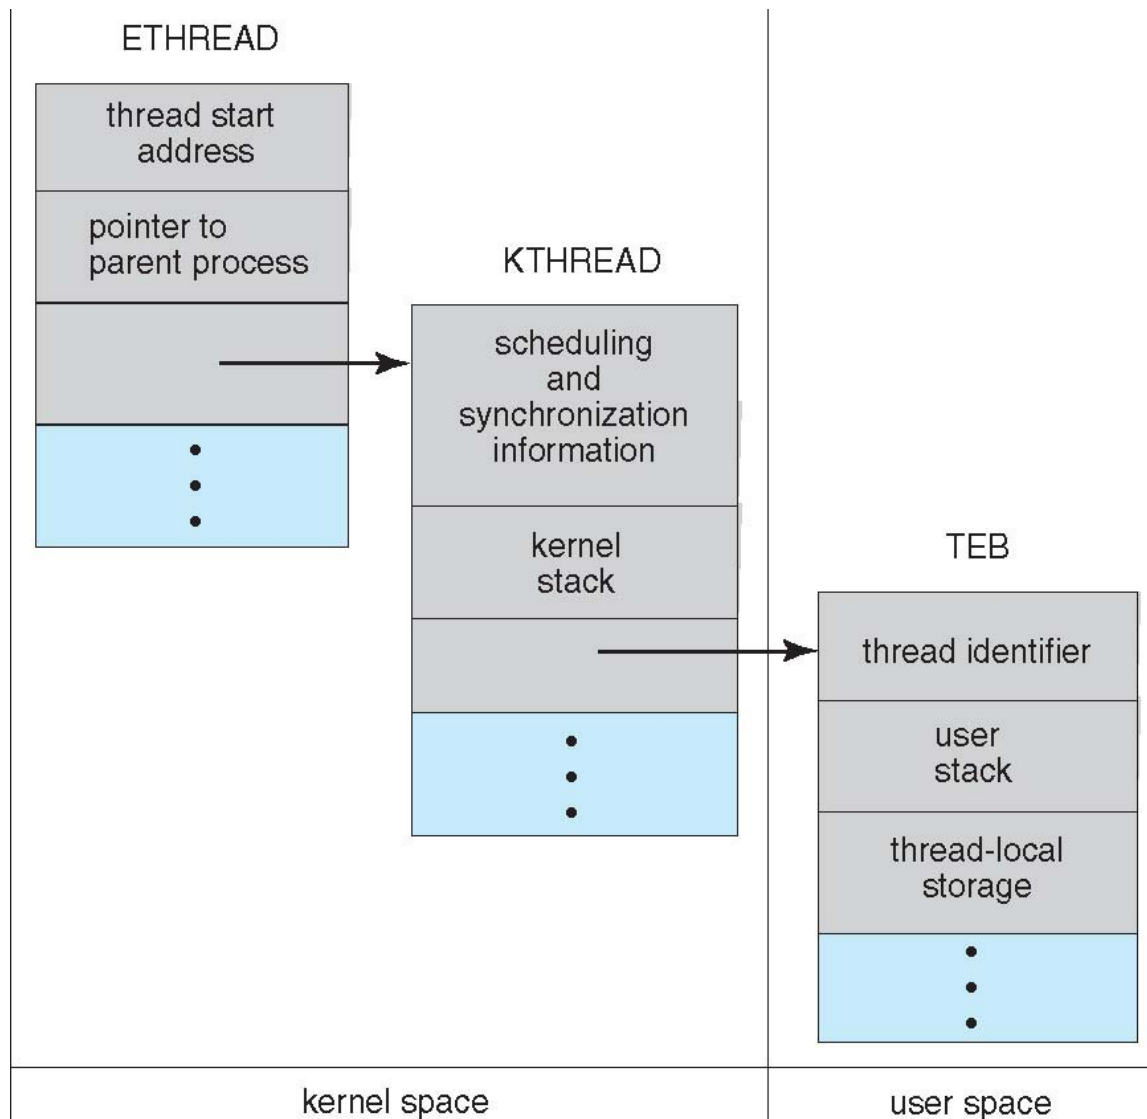 ETHREAD
thread start
address
pointer to
parent process
KTHREAD
scheduling
and
synchronization
information
kernel
stack
TEB
thread identifier
user
stack
thread-local
storage
kernel space
user space